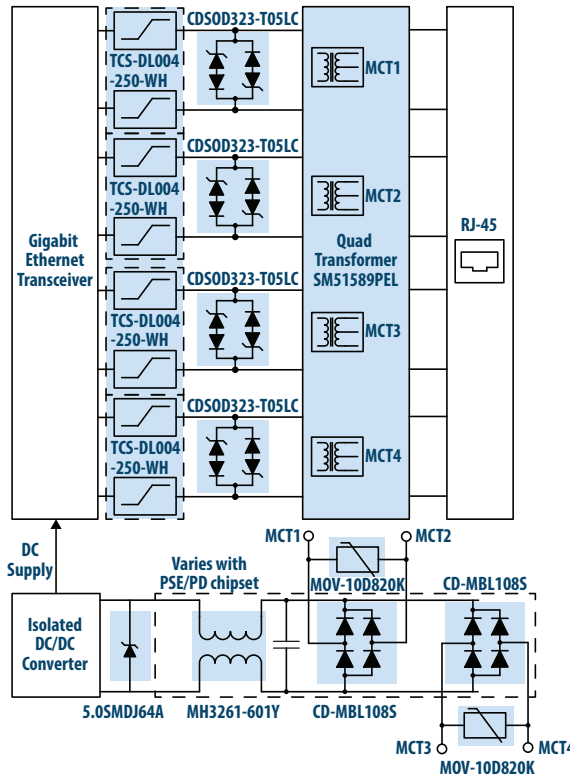 CDSOD323-T05LC
TCS-DL004
-250-WH
MCT1
CDSOD323-T05LC
TCS-DL004
-250-WH
MCT2
Gigabit
Ethernet
Transceiver
Quad
Transformer
SM51589PEL
RJ-45
CDSOD323-T05LC
TCS-DL004
-250-WH
MCT3
CDSOD323-T05LC
TCS-DL004
-250-WH
MCT4
DC
Supply
MCT1
MCT2
Varies with
PSE/PD chipset
MOV-10D820K
CD-MBL108S
Isolated
DC/DC
Converter
5.0SMDJ64A
MH3261-601Y
CD-MBL108S
MCT3
MCT4
MOV-10D820K